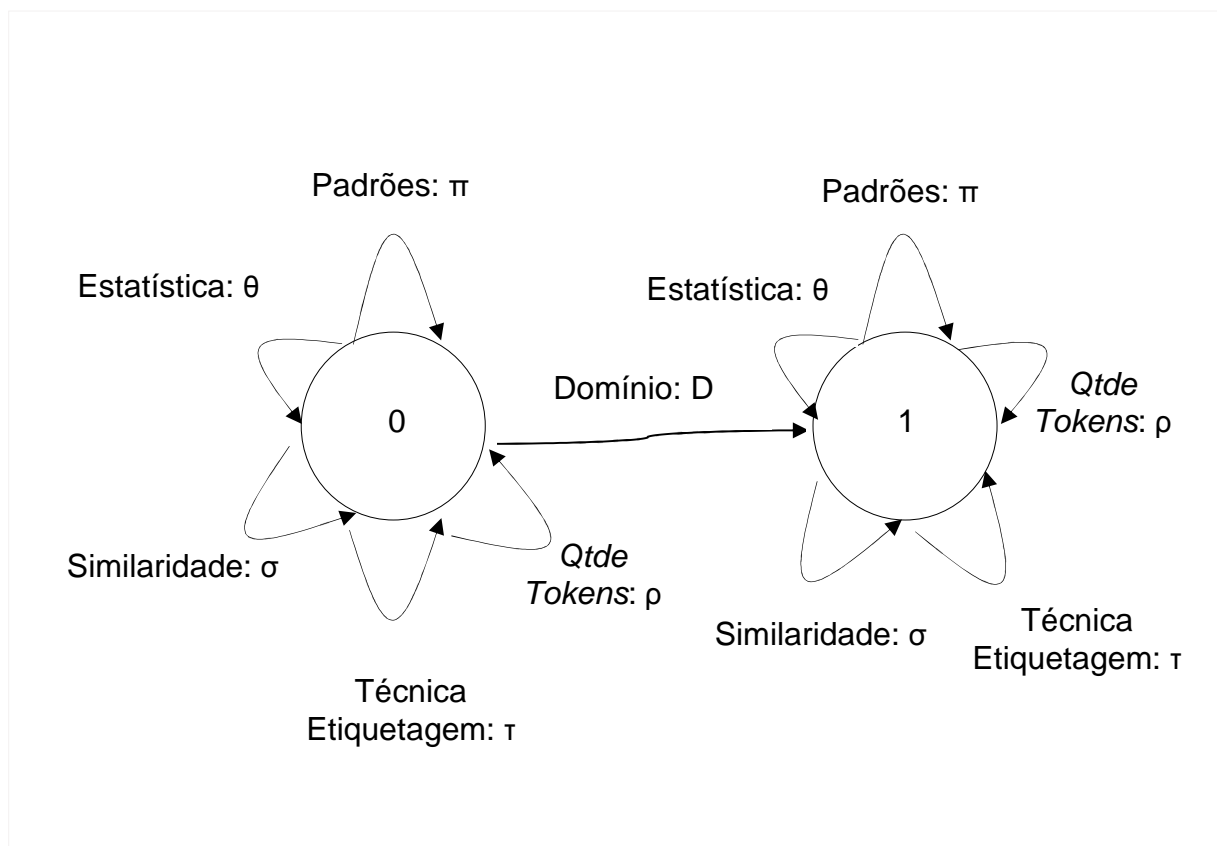 Padrões: π
Padrões: π
Estatística: θ
Estatística: θ
Domínio: D
Qtde
Tokens: ρ
0
1
Similaridade: σ
Qtde
Tokens: ρ
Similaridade: σ
Técnica
Etiquetagem: τ
Técnica
Etiquetagem: τ